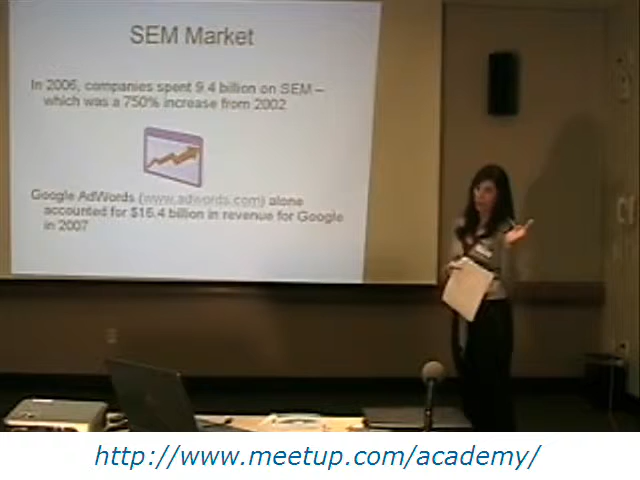 SEM Market
In 2006, companies spent 9.4 billion on SEM –
which was a 750% increase from 2002
Google AdWords (www.adwords.com) alone
accounted for $16.4 billion in revenue for Google
in 2007
http://www.meetup.com/academy/